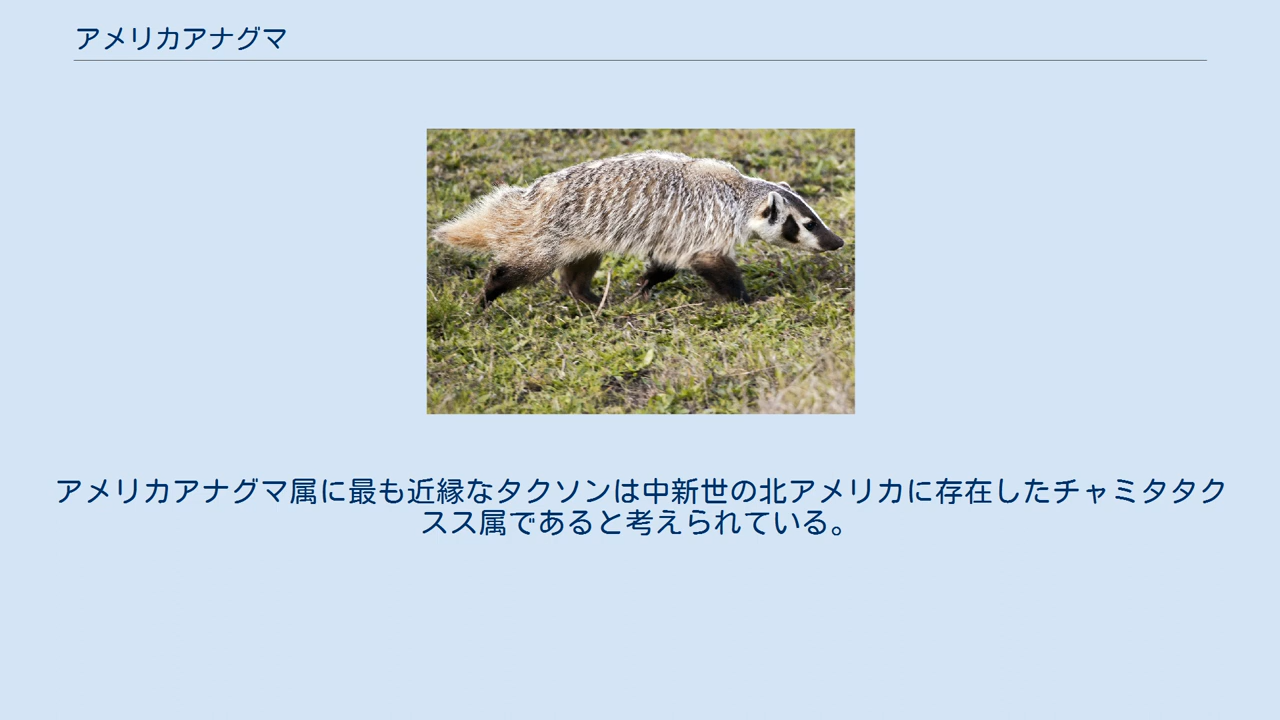 アメリカアナグマ
アメリカアナグマ属に最も近縁なタクソンは中新世の北アメリカに存在したチャミタタク
スス属であると考えられている。